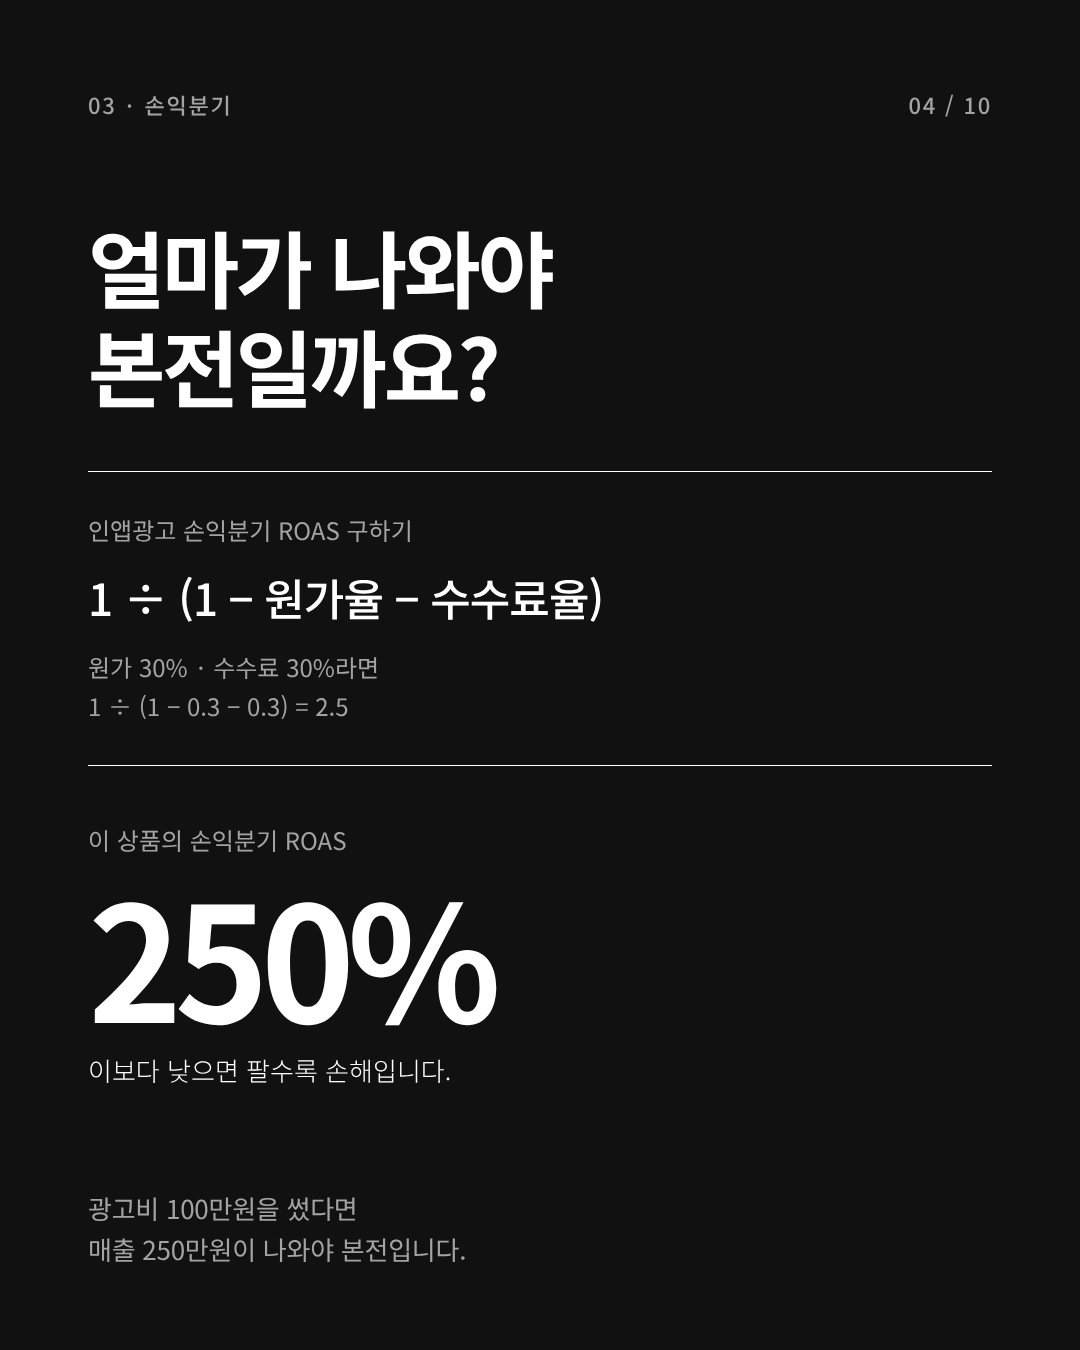 03 · 손익분기
04 / 10
얼마가 나와야
본전일까요?
인앱광고 손익분기 ROAS 구하기
1 ÷ (1 − 원가율 − 수수료율)
원가 30% · 수수료 30%라면
1 ÷ (1 − 0.3 − 0.3) = 2.5
이 상품의 손익분기 ROAS
250%
이보다 낮으면 팔수록 손해입니다.
광고비 100만원을 썼다면
매출 250만원이 나와야 본전입니다.